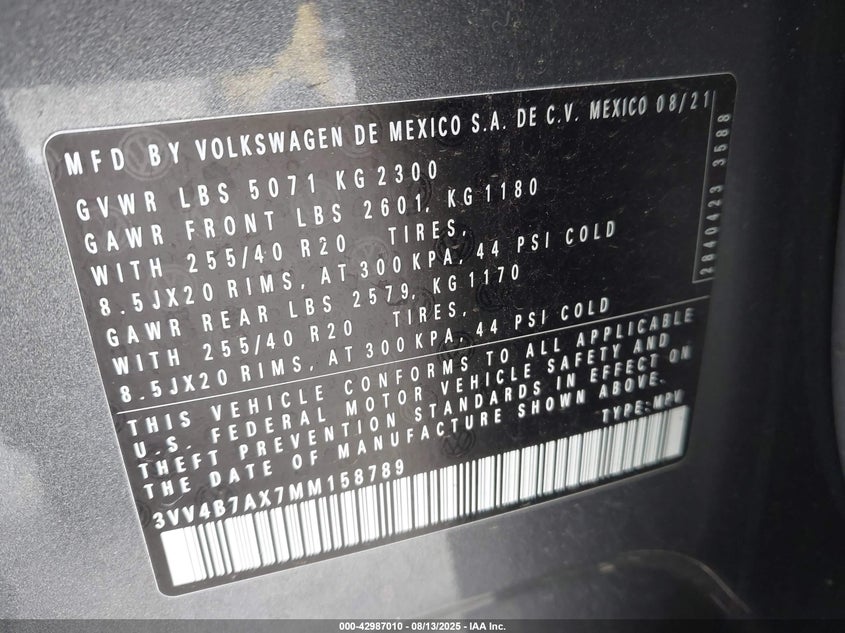 MFD BY VOLKSWAGEN DE MEXICO S.A. DE C.V. MEXICO 08/21
GVWR LBS 5071 KG 2300
GAWR FRONT LBS 2601, KG 1180
WITH 255/40 R20 TIRES,
8.5JX20 RIMS, AT 300 KPA, 44 PSI COLD
GAWR REAR LBS 2579, KG 1170
WITH 255/40 R20 TIRES,
8.5JX20 RIMS, AT 300 KPA, 44 PSI COLD
THIS VEHICLE CONFORMS TO ALL APPLICABLE
U.S. FEDERAL MOTOR VEHICLE SAFETY AND
THEFT PREVENTION STANDARDS IN EFFECT ON
THE DATE OF MANUFACTURE SHOWN ABOVE.
TYPE: MPV
3VV4B7AX7MM158789
2840423 3588
000-42987010 - 08/13/2025 - IAA Inc.